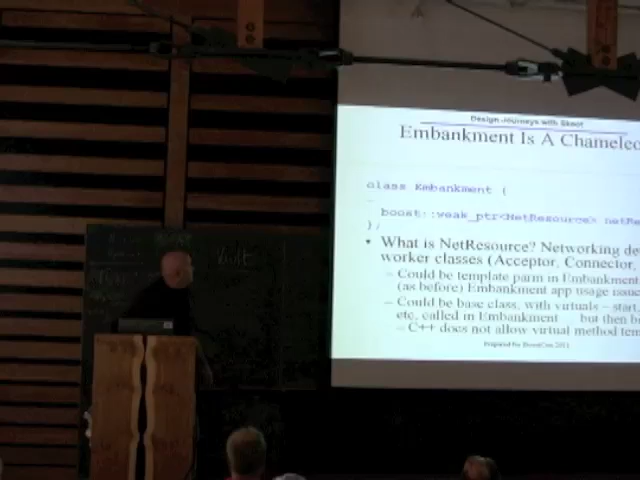 Design Journeys with Skoot
Embankment Is A Chameleo
class Embankment {
boost::weak_ptr<NetResource> netRe
};
• What is NetResource? Networking de
worker classes (Acceptor, Connector,
– Could be template parm in Embankment
(as before) Embankment app usage issue
– Could be base class, with virtuals – start,
etc, called in Embankment but then b
– C++ does not allow virtual method tem
Prepared for BoostCon 2011